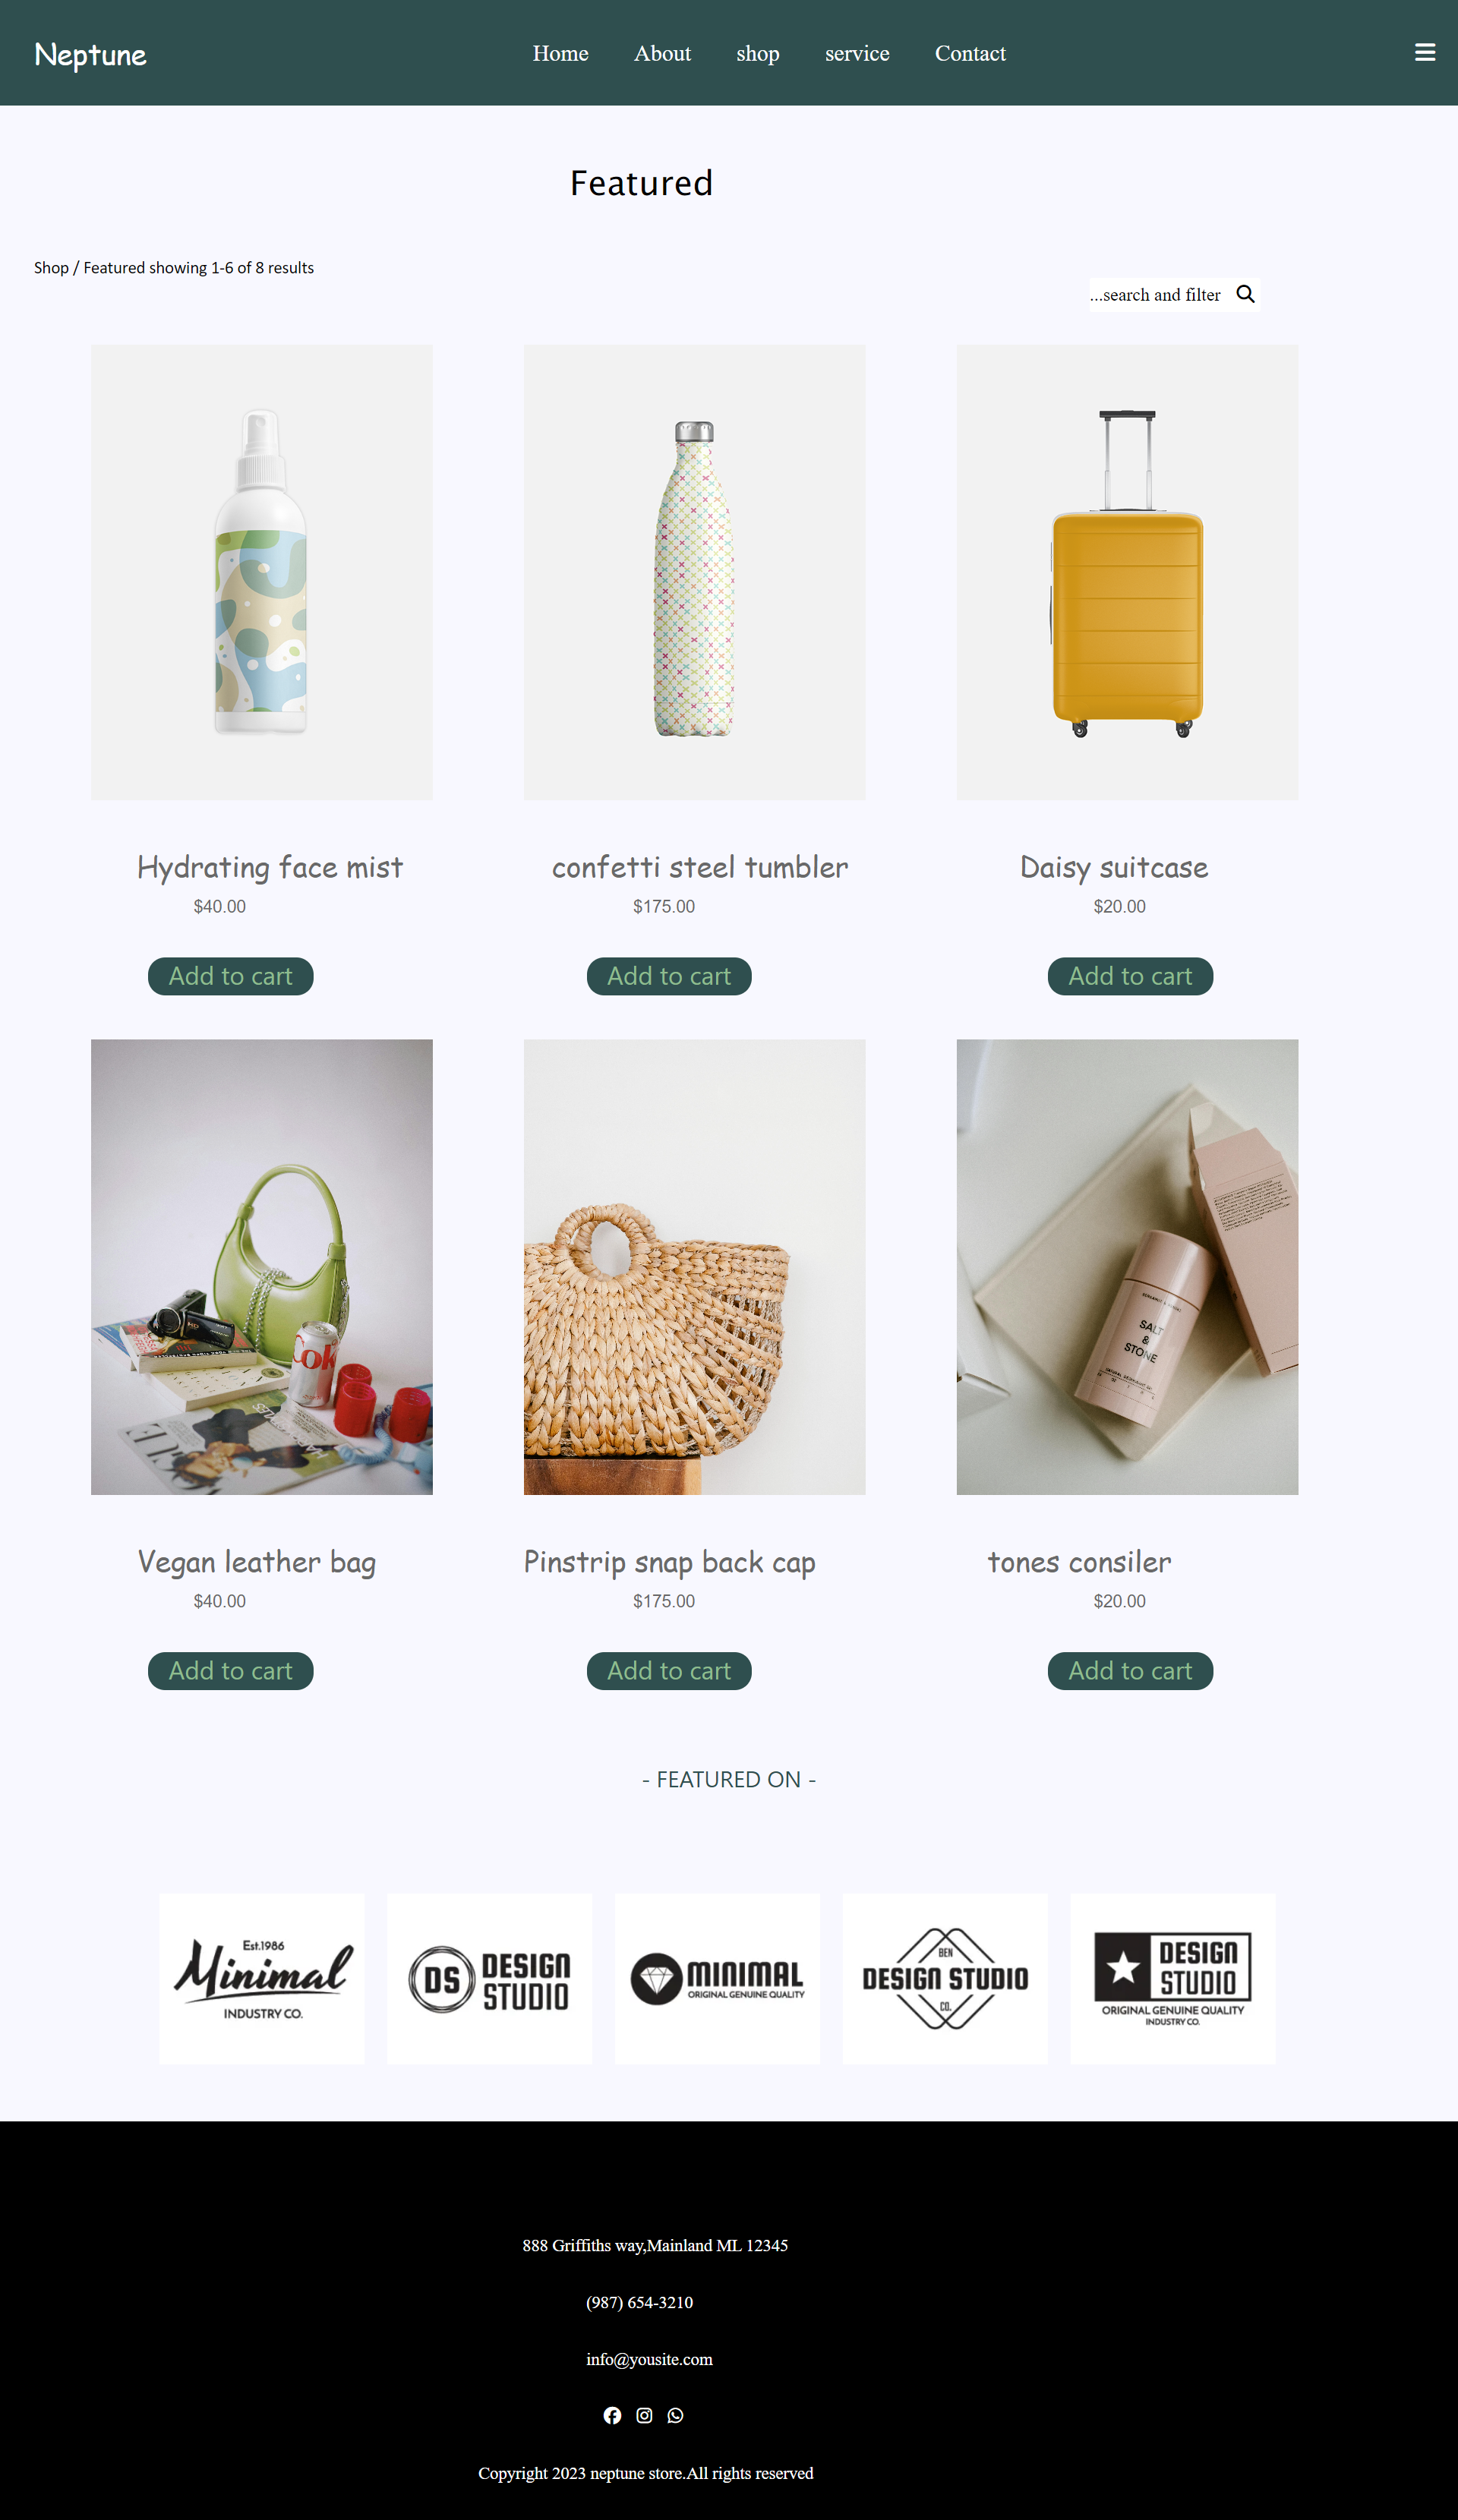 Neptune
Home About shop service Contact
Featured
Shop / Featured showing 1-6 of 8 results
...search and filter
Hydrating face mist
confetti steel tumbler
Daisy suitcase
$40.00
$175.00
$20.00
Add to cart
Add to cart
Add to cart
Cok
SALT
&
STONE
Vegan leather bag
Pinstrip snap back cap
tones consiler
$40.00
$175.00
$20.00
Add to cart
Add to cart
Add to cart
- FEATURED ON -
Est.1986
Minimal
INDUSTRY CO.
DS
DESIGN
STUDIO
MINIMAL
ORIGINAL GENUINE QUALITY
BEN
DESIGN STUDIO
CO.
DESIGN
STUDIO
ORIGINAL GENUINE QUALITY
INDUSTRY CO.
888 Griffiths way,Mainland ML 12345
(987) 654-3210
info@yousite.com
Copyright 2023 neptune store.All rights reserved